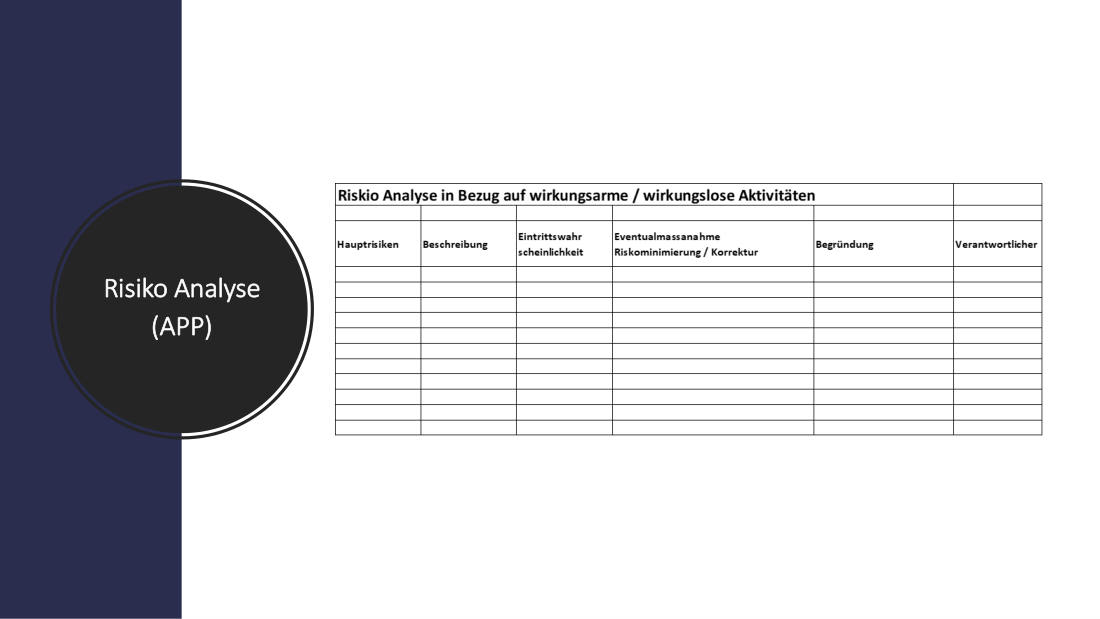 Risiko Analyse
(APP)
Riskio Analyse in Bezug auf wirkungsarme / wirkungslose Aktivitäten
Hauptrisiken
Beschreibung
Eintrittswahr
scheinlichkeit
Eventualmassanahme
Riskominimierung / Korrektur
Begründung
Verantwortlicher